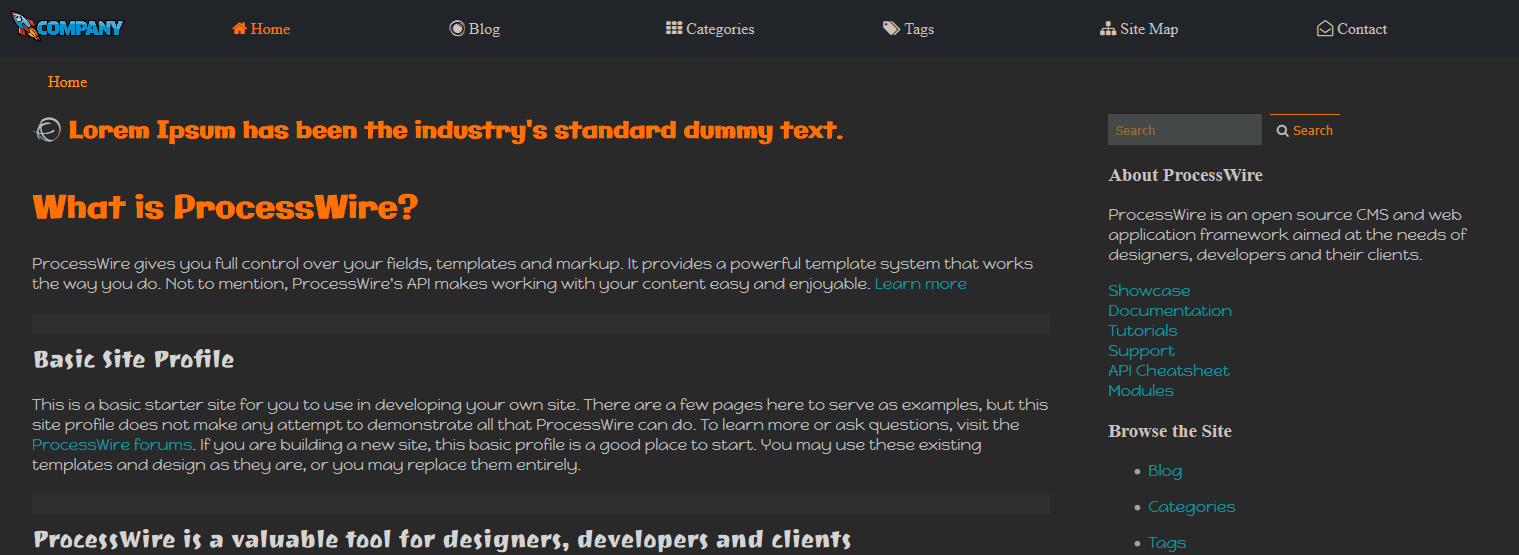 COMPANY
Home
Blog
Categories
Tags
Site Map
Contact
Home
Lorem Ipsum has been the industry's standard dummy text.
What is ProcessWire?
ProcessWire gives you full control over your fields, templates and markup. It provides a powerful template system that works
the way you do. Not to mention, ProcessWire's API makes working with your content easy and enjoyable. Learn more
Basic Site Profile
This is a basic starter site for you to use in developing your own site. There are a few pages here to serve as examples, but this
site profile does not make any attempt to demonstrate all that ProcessWire can do. To learn more or ask questions, visit the
ProcessWire forums. If you are building a new site, this basic profile is a good place to start. You may use these existing
templates and design as they are, or you may replace them entirely.
ProcessWire is a valuable tool for designers, developers and clients
Search
Search
About ProcessWire
ProcessWire is an open source CMS and web
application framework aimed at the needs of
designers, developers and their clients.
Showcase
Documentation
Tutorials
Support
API Cheatsheet
Modules
Browse the Site
Blog
Categories
Tags